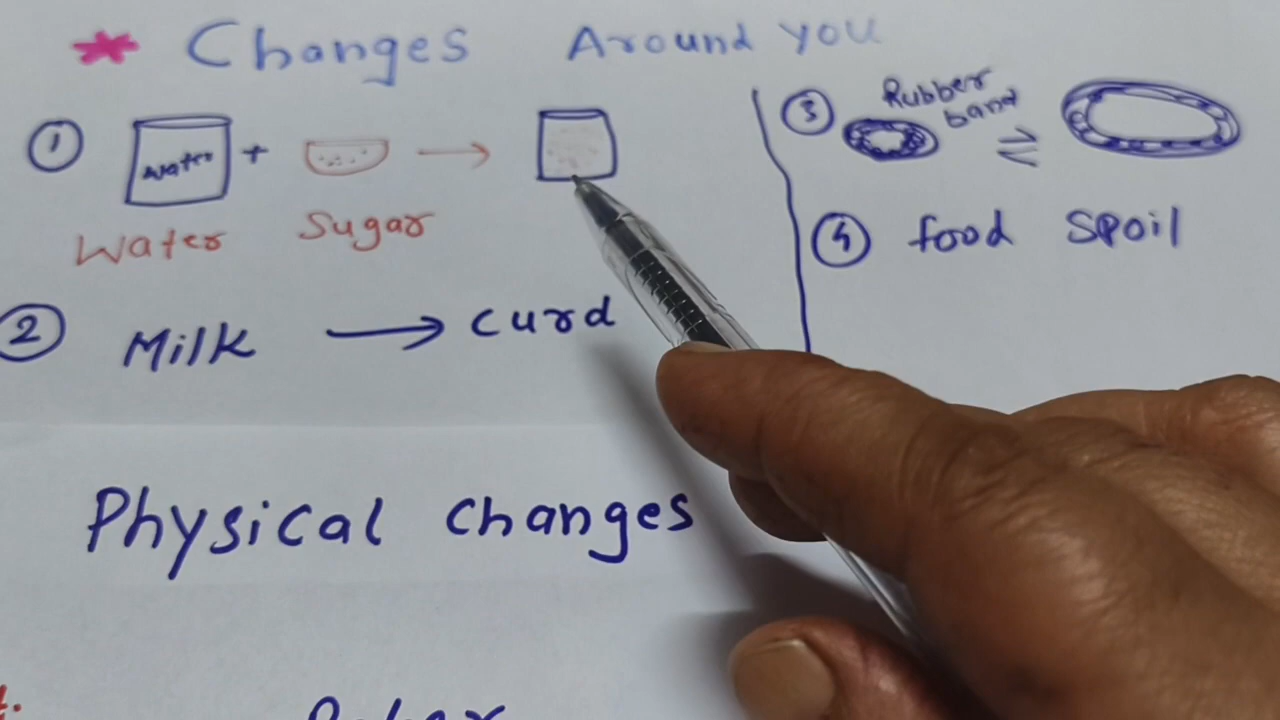 * Changes Around you
① water + →
Water Sugar
② Milk → curd
③ Rubber band ⇌
④ food spoil
Physical changes